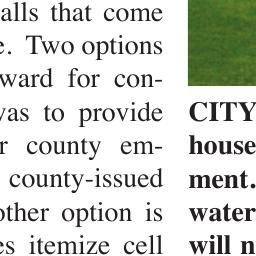 alls that come
e. Two options
ward for con-
vas to provide
r county em-
county-issued
other option is
es itemize cell
CITY
house
ment.
water
will n